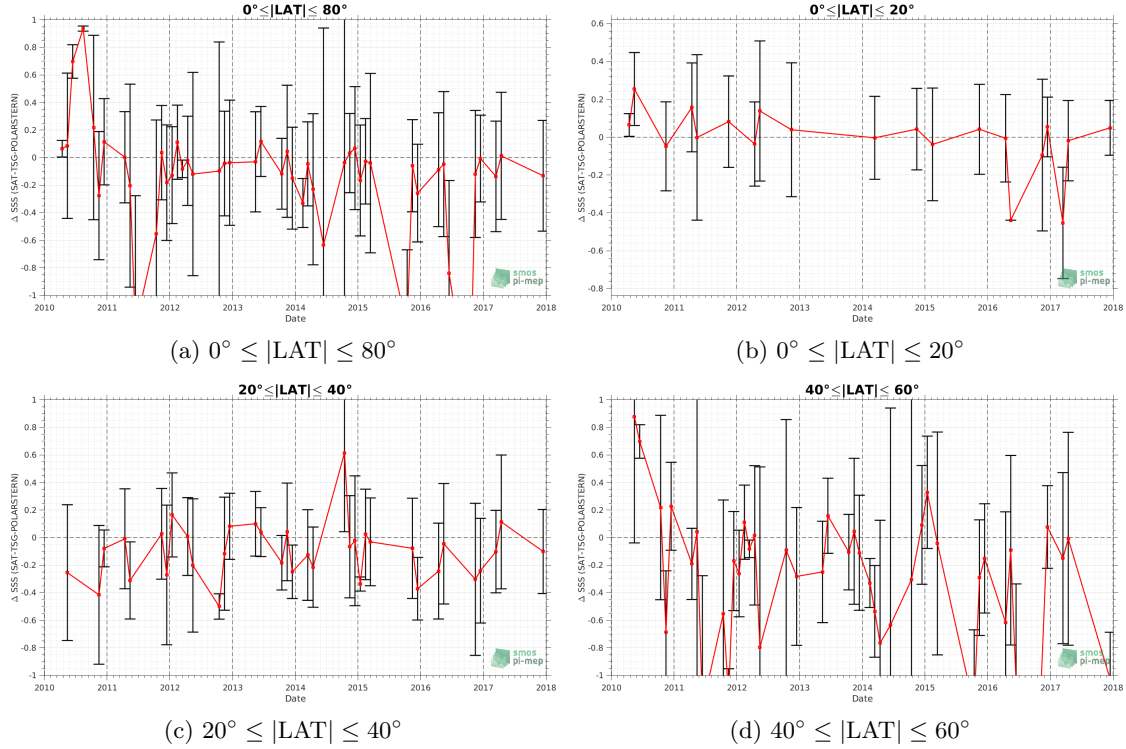 0°≤|LAT|≤ 80°
Δ SSS (SAT-TSG-POLARSTERN)
1
0.8
0.6
0.4
0.2
0
-0.2
-0.4
-0.6
-0.8
-1
2010 2011 2012 2013 2014 2015 2016 2017 2018
Date
smos
pi-mep
(a) 0° ≤ |LAT| ≤ 80°
0°≤|LAT|≤ 20°
Δ SSS (SAT-TSG-POLARSTERN)
0.6
0.4
0.2
0
-0.2
-0.4
-0.6
-0.8
2010 2011 2012 2013 2014 2015 2016 2017 2018
Date
smos
pi-mep
(b) 0° ≤ |LAT| ≤ 20°
20°≤|LAT|≤ 40°
Δ SSS (SAT-TSG-POLARSTERN)
1
0.8
0.6
0.4
0.2
0
-0.2
-0.4
-0.6
-0.8
-1
2010 2011 2012 2013 2014 2015 2016 2017 2018
Date
smos
pi-mep
(c) 20° ≤ |LAT| ≤ 40°
40°≤|LAT|≤ 60°
Δ SSS (SAT-TSG-POLARSTERN)
1
0.8
0.6
0.4
0.2
0
-0.2
-0.4
-0.6
-0.8
-1
2010 2011 2012 2013 2014 2015 2016 2017 2018
Date
smos
pi-mep
(d) 40° ≤ |LAT| ≤ 60°